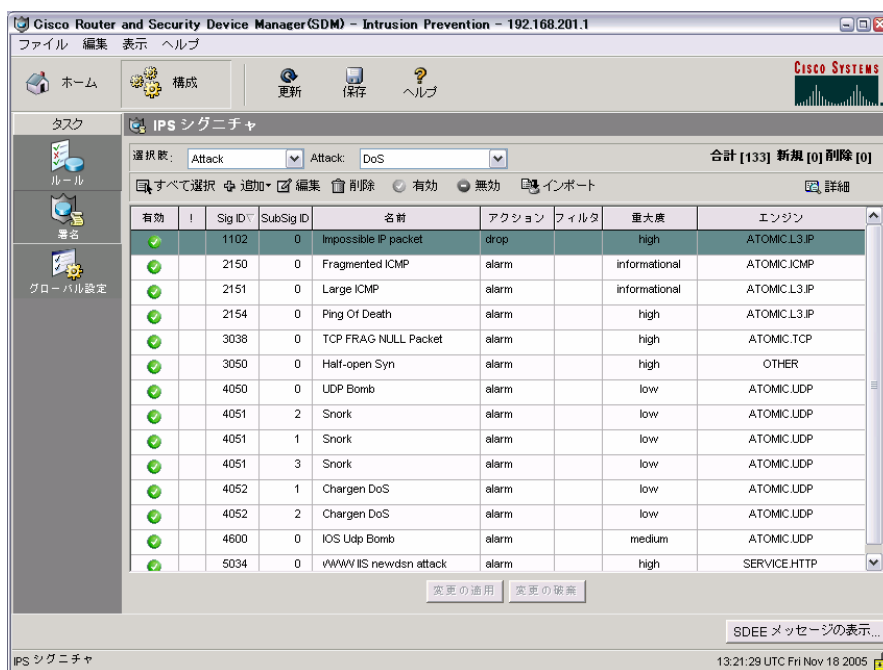 Cisco Router and Security Device Manager(SDM) - Intrusion Prevention - 192.168.201.1
ファイル 編集 表示 ヘルプ
ホーム 構成 更新 保存 ヘルプ
CISCO SYSTEMS
タスク
ルール
署名
グローバル設定
IPS シグニチャ
選択肢: Attack Attack: DoS 合計 [133] 新規 [0] 削除 [0]
すべて選択 追加 編集 削除 有効 無効 インポート 詳細
有効 ! Sig ID SubSig ID 名前 アクション フィルタ 重大度 エンジン
1102 0 Impossible IP packet drop high ATOMIC.L3.IP
2150 0 Fragmented ICMP alarm informational ATOMIC.ICMP
2151 0 Large ICMP alarm informational ATOMIC.L3.IP
2154 0 Ping Of Death alarm high ATOMIC.L3.IP
3038 0 TCP FRAG NULL Packet alarm high ATOMIC.TCP
3050 0 Half-open Syn alarm high OTHER
4050 0 UDP Bomb alarm low ATOMIC.UDP
4051 2 Snork alarm low ATOMIC.UDP
4051 1 Snork alarm low ATOMIC.UDP
4051 3 Snork alarm low ATOMIC.UDP
4052 1 Chargen DoS alarm low ATOMIC.UDP
4052 2 Chargen DoS alarm low ATOMIC.UDP
4600 0 IOS Udp Bomb alarm medium ATOMIC.UDP
5034 0 WWW IIS newdsn attack alarm high SERVICE.HTTP
変更の適用 変更の破棄
SDEE メッセージの表示...
IPS シグニチャ
13:21:29 UTC Fri Nov 18 2005